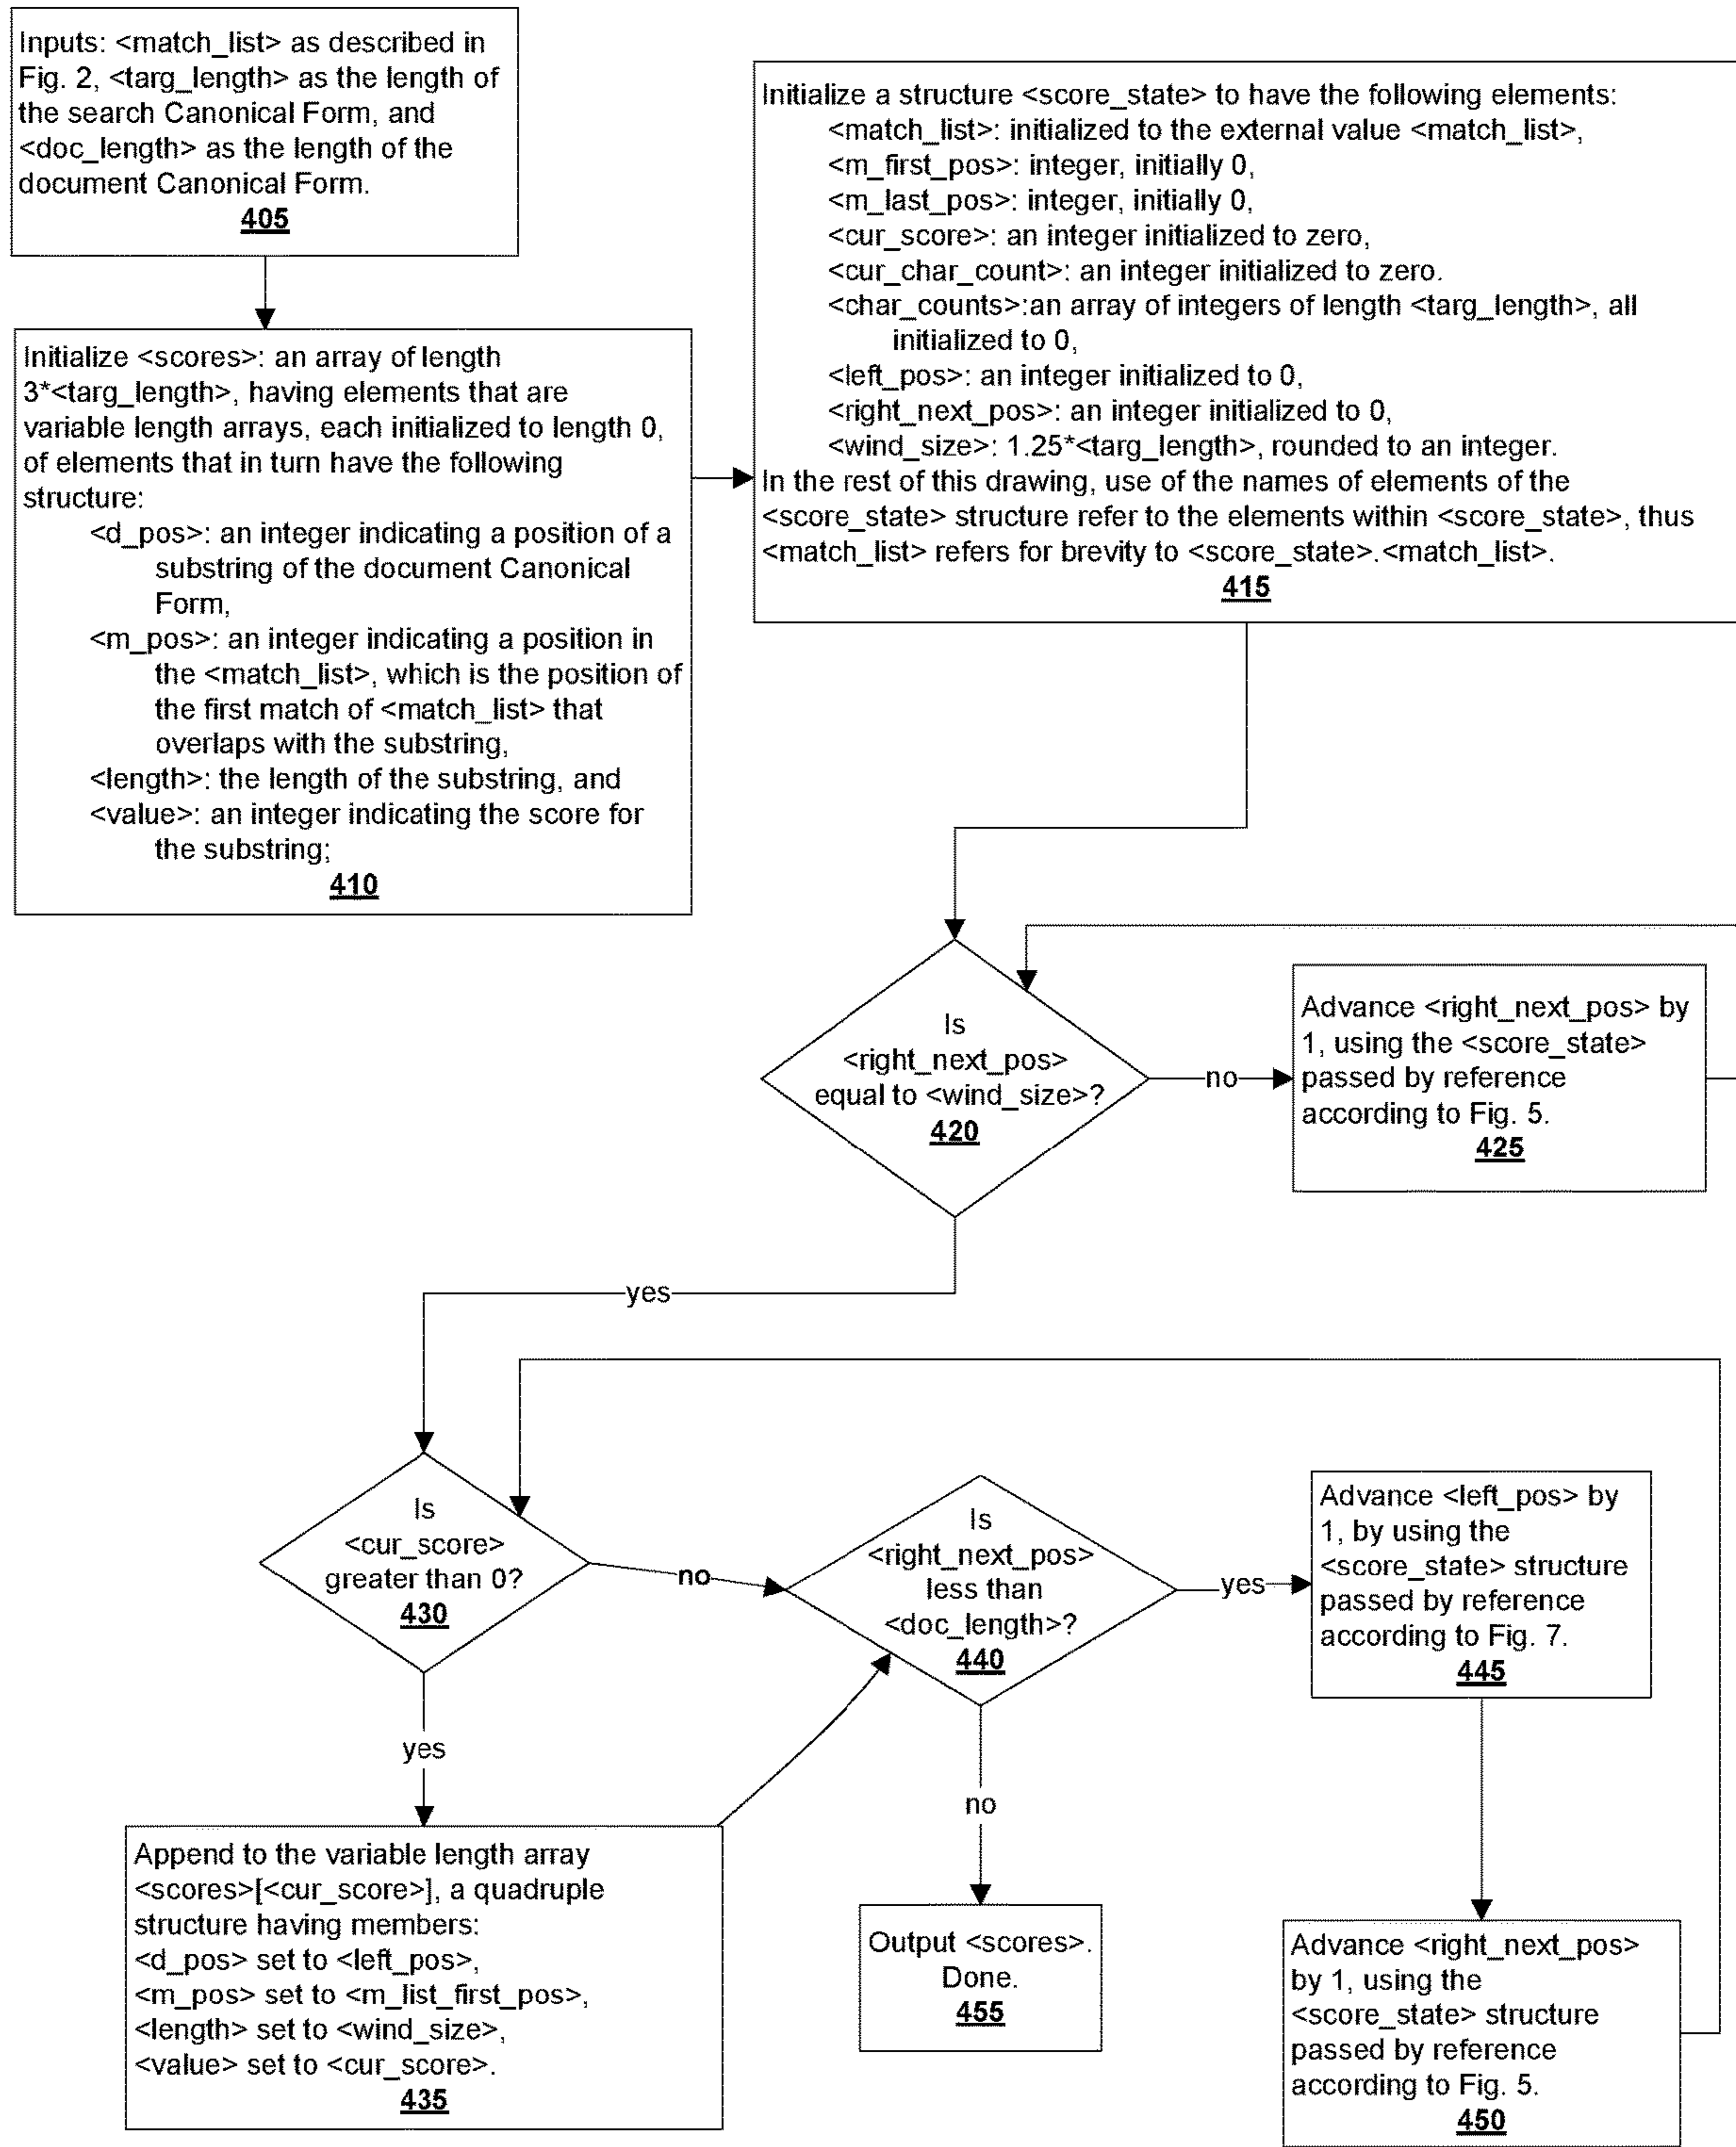 Inputs: <match_list> as described in
Fig. 2, <targ_length> as the length of
the search Canonical Form, and
<doc_length> as the length of the
document Canonical Form.
405
Initialize <scores>: an array of length
3*<targ_length>, having elements that are
variable length arrays, each initialized to length 0,
of elements that in turn have the following
structure:
<d_pos>: an integer indicating a position of a
substring of the document Canonical
Form,
<m_pos>: an integer indicating a position in
the <match_list>, which is the position of
the first match of <match_list> that
overlaps with the substring,
<length>: the length of the substring, and
<value>: an integer indicating the score for
the substring;
410
Initialize a structure <score_state> to have the following elements:
<match_list>: initialized to the external value <match_list>,
<m_first_pos>: integer, initially 0,
<m_last_pos>: integer, initially 0,
<cur_score>: an integer initialized to zero,
<cur_char_count>: an integer initialized to zero.
<char_counts>:an array of integers of length <targ_length>, all
initialized to 0,
<left_pos>: an integer initialized to 0,
<right_next_pos>: an integer initialized to 0,
<wind_size>: 1.25*<targ_length>, rounded to an integer.
In the rest of this drawing, use of the names of elements of the
<score_state> structure refer to the elements within <score_state>, thus
<match_list> refers for brevity to <score_state>.<match_list>.
415
Is
<right_next_pos>
equal to <wind_size>?
420
no
Advance <right_next_pos> by
1, using the <score_state>
passed by reference
according to Fig. 5.
425
yes
Is
<cur_score>
greater than 0?
430
no
Is
<right_next_pos>
less than
<doc_length>?
440
yes
Advance <left_pos> by
1, by using the
<score_state> structure
passed by reference
according to Fig. 7.
445
yes
no
Append to the variable length array
<scores>[<cur_score>], a quadruple
structure having members:
<d_pos> set to <left_pos>,
<m_pos> set to <m_list_first_pos>,
<length> set to <wind_size>,
<value> set to <cur_score>.
435
Output <scores>.
Done.
455
Advance <right_next_pos>
by 1, using the
<score_state> structure
passed by reference
according to Fig. 5.
450